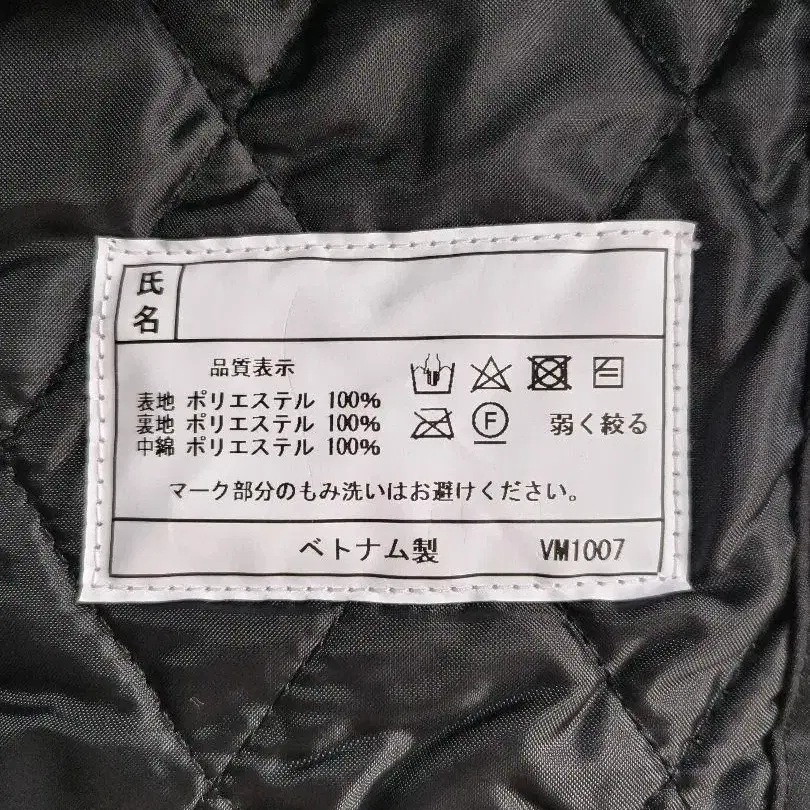 氏名
品質表示
表地 ポリエステル 100%
裏地 ポリエステル 100%
中綿 ポリエステル 100%
F
弱く絞る
マーク部分のもみ洗いはお避けください。
ベトナム製 VM1007